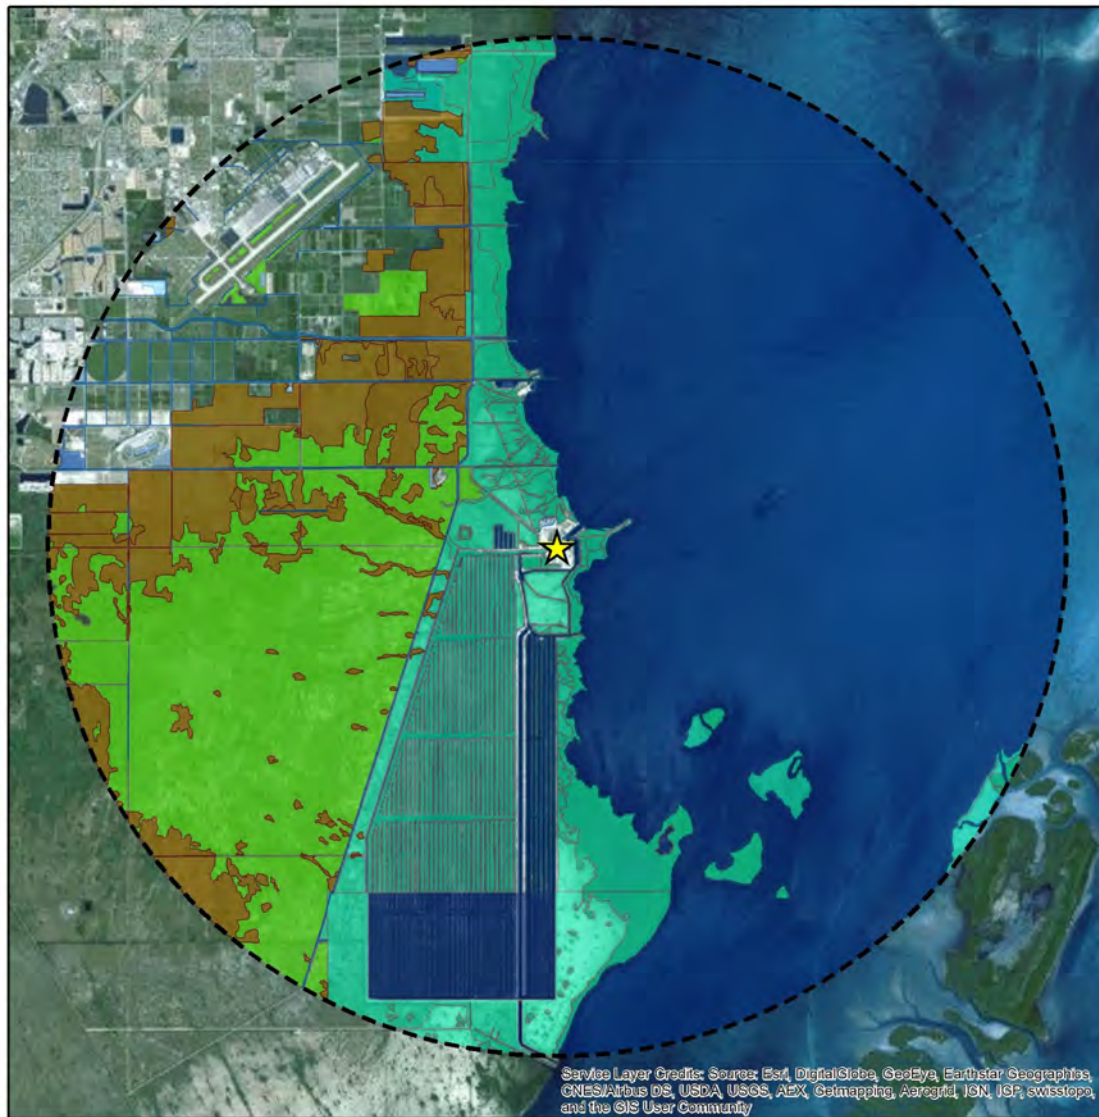 Service Layer Credits: Source: Esri, DigitalGlobe, GeoEye, Earthstar Geographics,
CNES/Airbus DS, USDA, USGS, AEX, Getmapping, Aerogrid, IGN, IGP, swisstopo,
and the GIS User Community